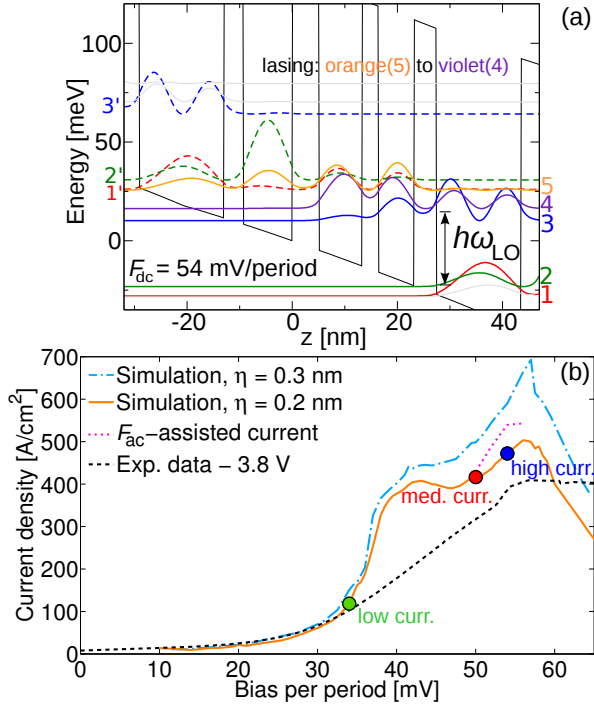 (a)
100
50
0
Energy [meV]
lasing: orange(5) to violet(4)
3'
2'
1'
5
4
3
2
1
ħω_LO
F_dc = 54 mV/period
-20
0
20
40
z [nm]
(b)
700
600
500
400
300
200
100
0
Current density [A/cm²]
Simulation, η = 0.3 nm
Simulation, η = 0.2 nm
F_ac−assisted current
Exp. data − 3.8 V
high curr.
med. curr.
low curr.
0
10
20
30
40
50
60
Bias per period [mV]